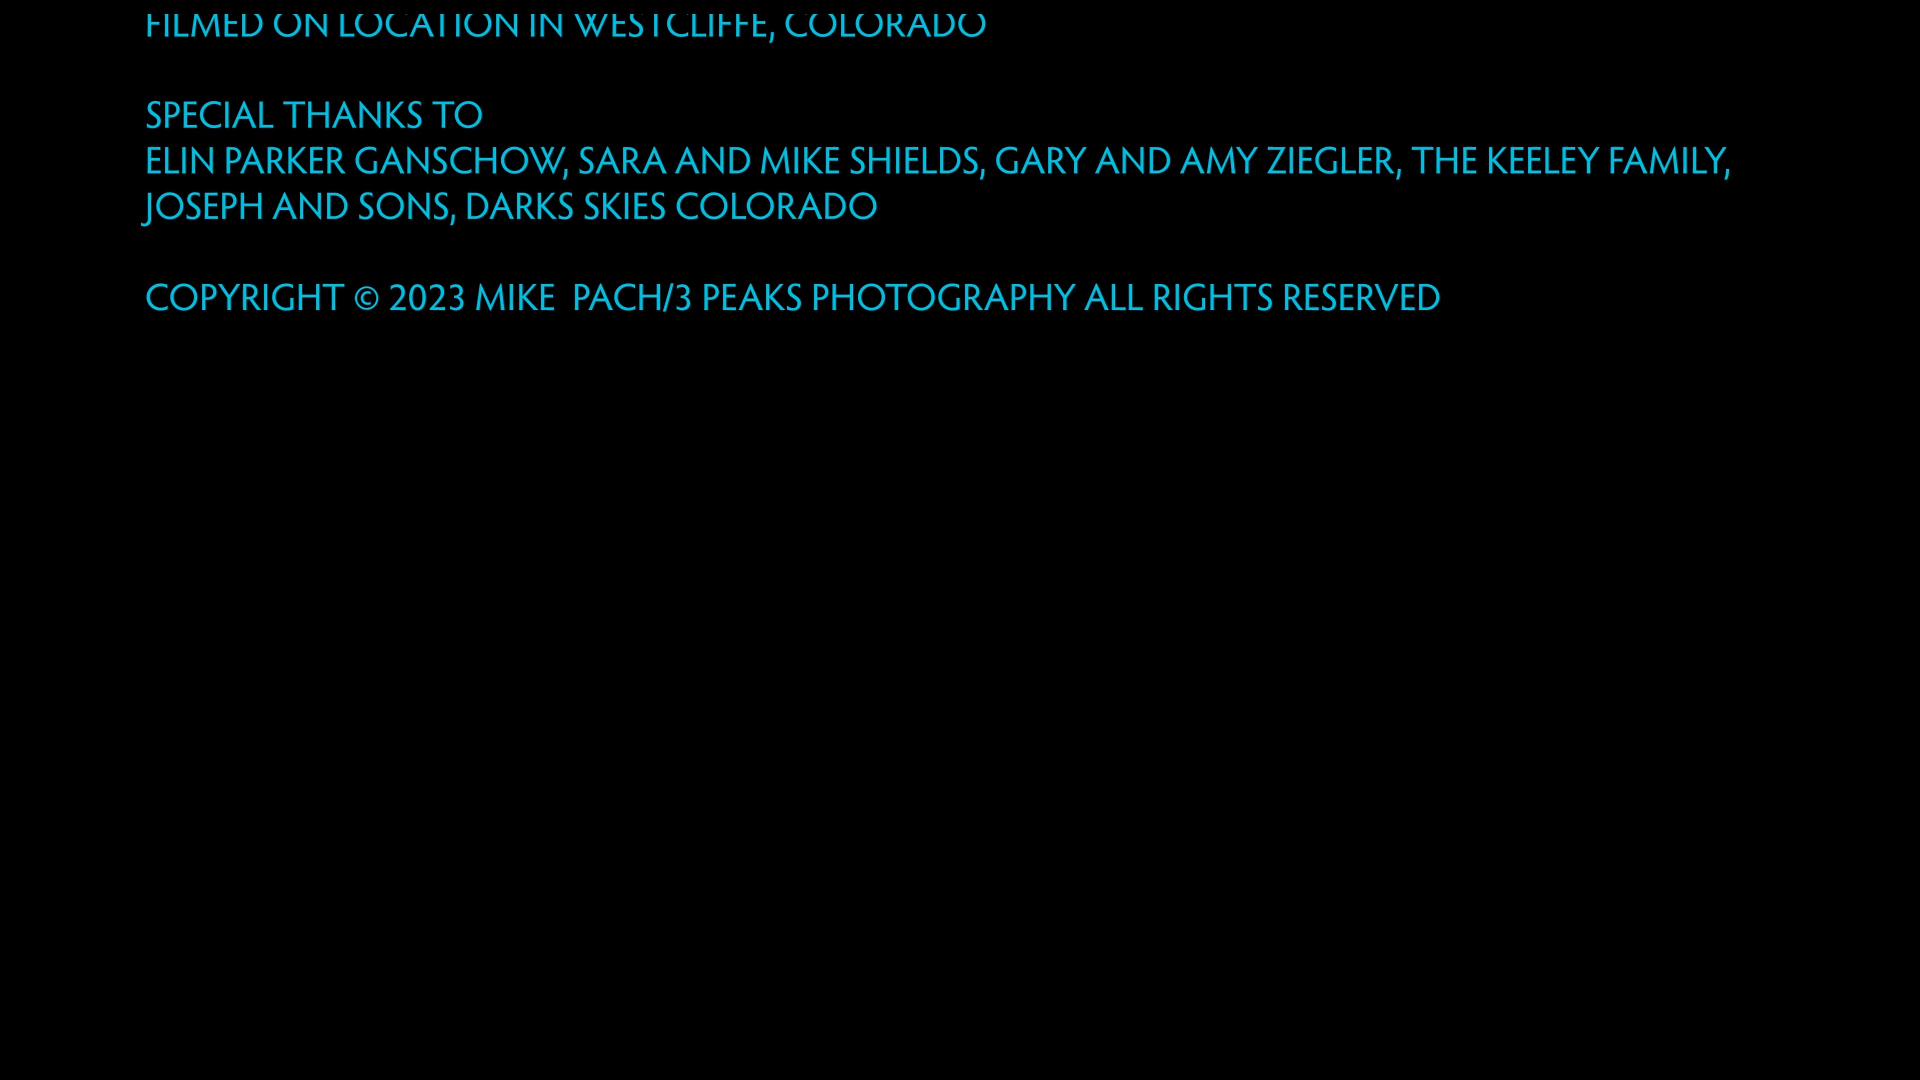 FILMED ON LOCATION IN WESTCLIFFE, COLORADO
SPECIAL THANKS TO
ELIN PARKER GANSCHOW, SARA AND MIKE SHIELDS, GARY AND AMY ZIEGLER, THE KEELEY FAMILY,
JOSEPH AND SONS, DARKS SKIES COLORADO
COPYRIGHT © 2023 MIKE  PACH/3 PEAKS PHOTOGRAPHY ALL RIGHTS RESERVED